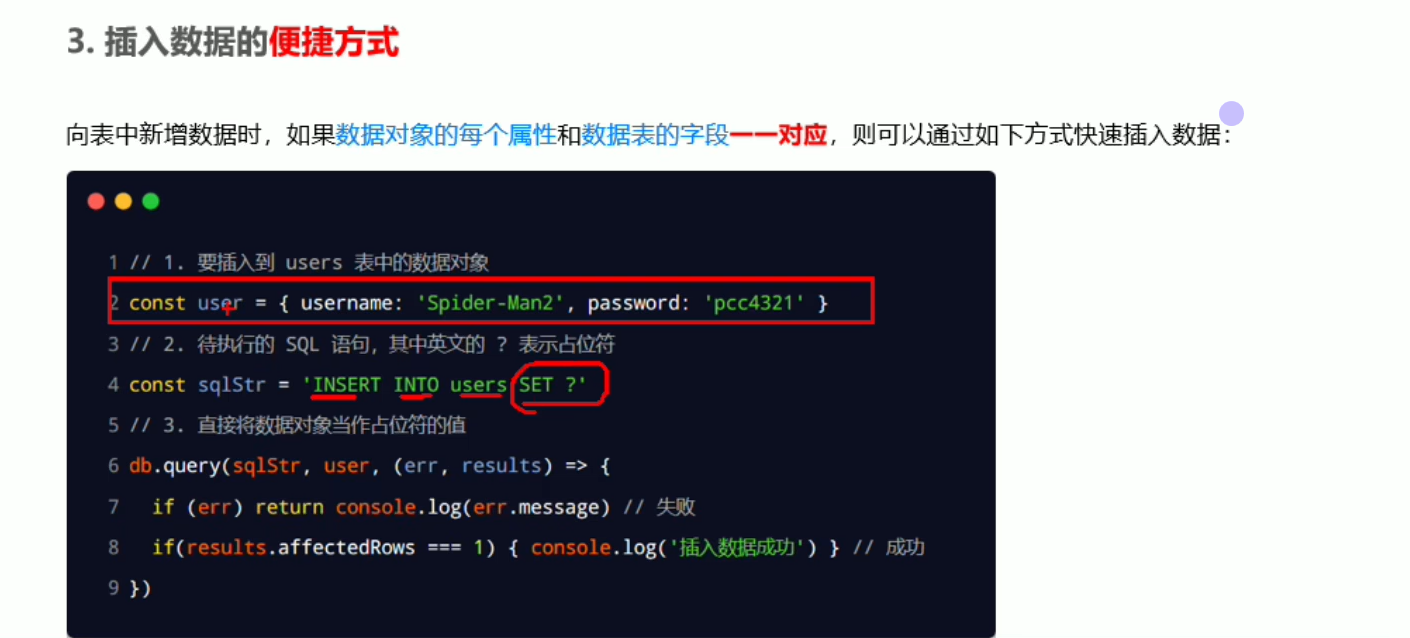 3. 插入数据的便捷方式
向表中新增数据时，如果数据对象的每个属性和数据表的字段一一对应，则可以通过如下方式快速插入数据：
1 // 1. 要插入到 users 表中的数据对象
2 const user = { username: 'Spider-Man2', password: 'pcc4321' }
3 // 2. 待执行的 SQL 语句，其中英文的 ? 表示占位符
4 const sqlStr = 'INSERT INTO users SET ?'
5 // 3. 直接将数据对象当作占位符的值
6 db.query(sqlStr, user, (err, results) => {
7   if (err) return console.log(err.message) // 失败
8   if(results.affectedRows === 1) { console.log('插入数据成功') } // 成功
9 })